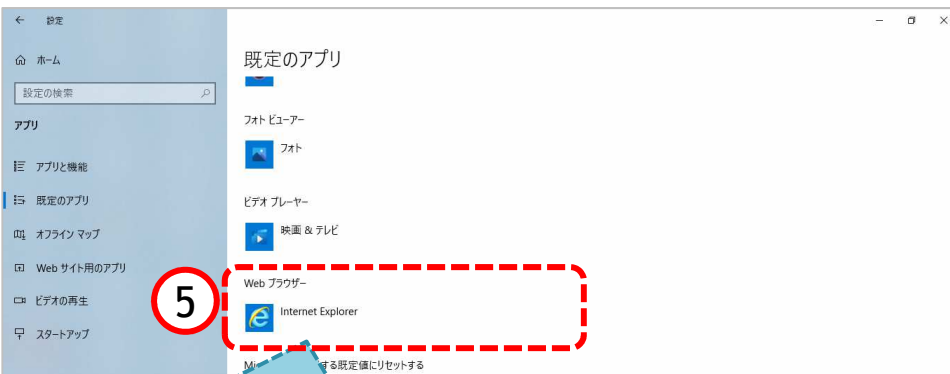 設定
ホーム
設定の検索
アプリ
アプリと機能
既定のアプリ
オフライン マップ
Web サイト用のアプリ
ビデオの再生
スタートアップ
既定のアプリ
フォト ビューアー
フォト
ビデオ プレーヤー
映画 & テレビ
5
Web ブラウザー
Internet Explorer
する既定値にリセットする